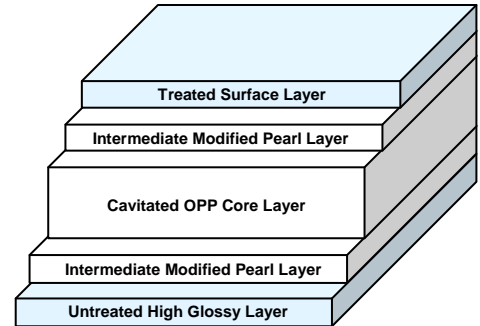 Treated Surface Layer
Intermediate Modified Pearl Layer
Cavitated OPP Core Layer
Intermediate Modified Pearl Layer
Untreated High Glossy Layer